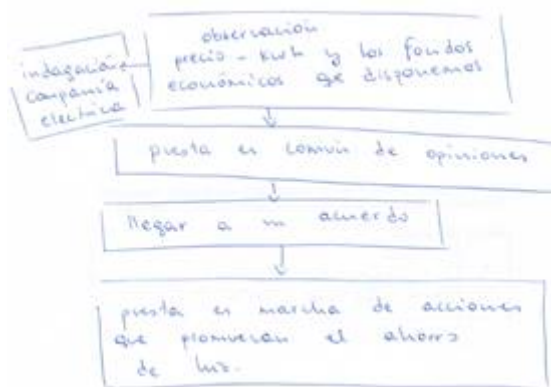 indagación
compañía
eléctrica
observación
precio - kwh y los fondos
económicos que disponemos
puesta en común de opiniones
llegar a un acuerdo
puesta en marcha de acciones
que promuevan el ahorro
de luz.